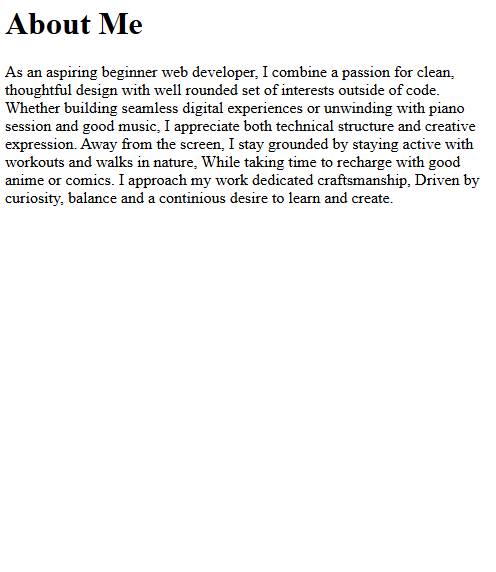 About Me
As an aspiring beginner web developer, I combine a passion for clean,
thoughtful design with well rounded set of interests outside of code.
Whether building seamless digital experiences or unwinding with piano
session and good music, I appreciate both technical structure and creative
expression. Away from the screen, I stay grounded by staying active with
workouts and walks in nature, While taking time to recharge with good
anime or comics. I approach my work dedicated craftsmanship, Driven by
curiosity, balance and a continious desire to learn and create.